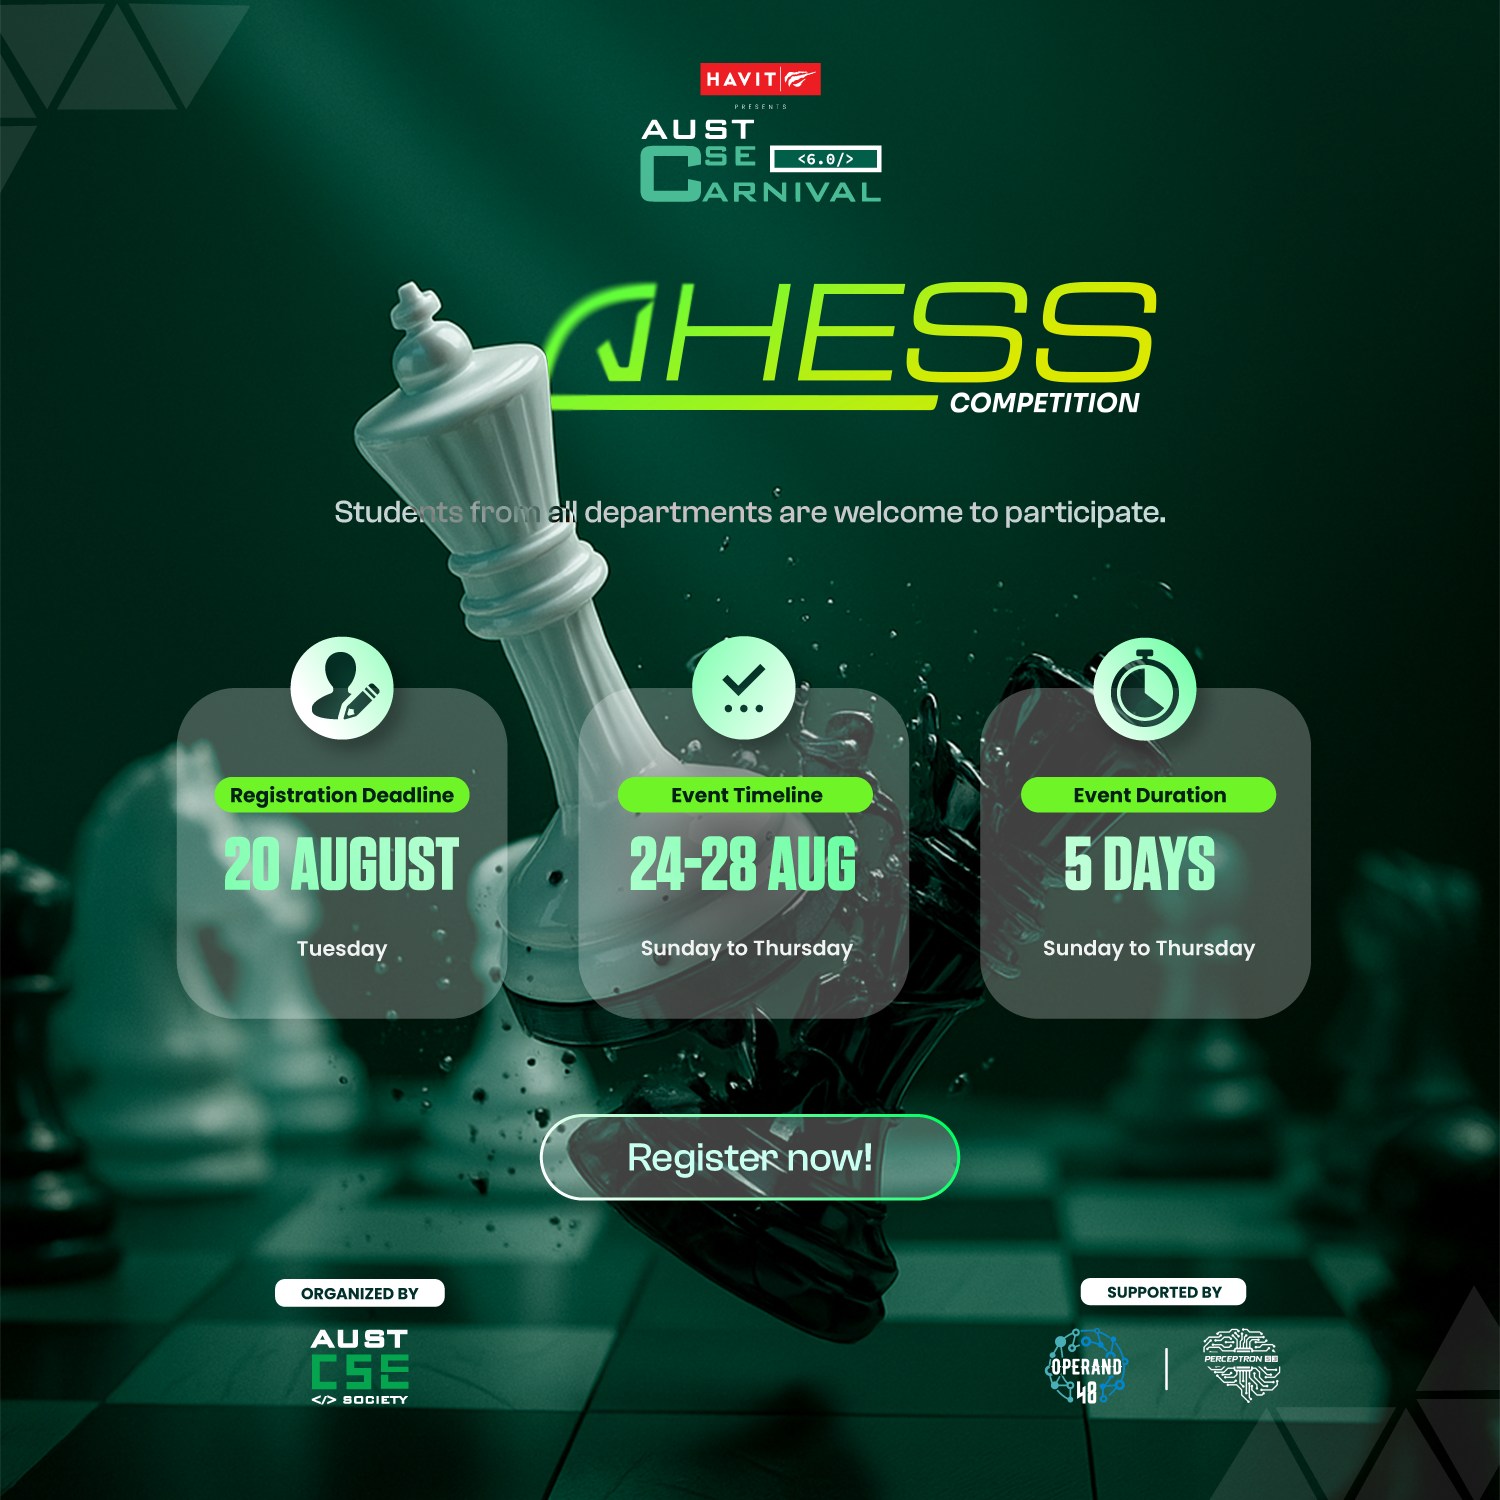 HAVIT
PRESENTS
AUST
CSE <6.0/>
CARNIVAL
CHESS
COMPETITION
Students from all departments are welcome to participate.
Registration Deadline
20 AUGUST
Tuesday
Event Timeline
24-28 AUG
Sunday to Thursday
Event Duration
5 DAYS
Sunday to Thursday
Register now!
ORGANIZED BY
AUST
CSE
</> SOCIETY
SUPPORTED BY
OPERAND
48
PERCEPTRON